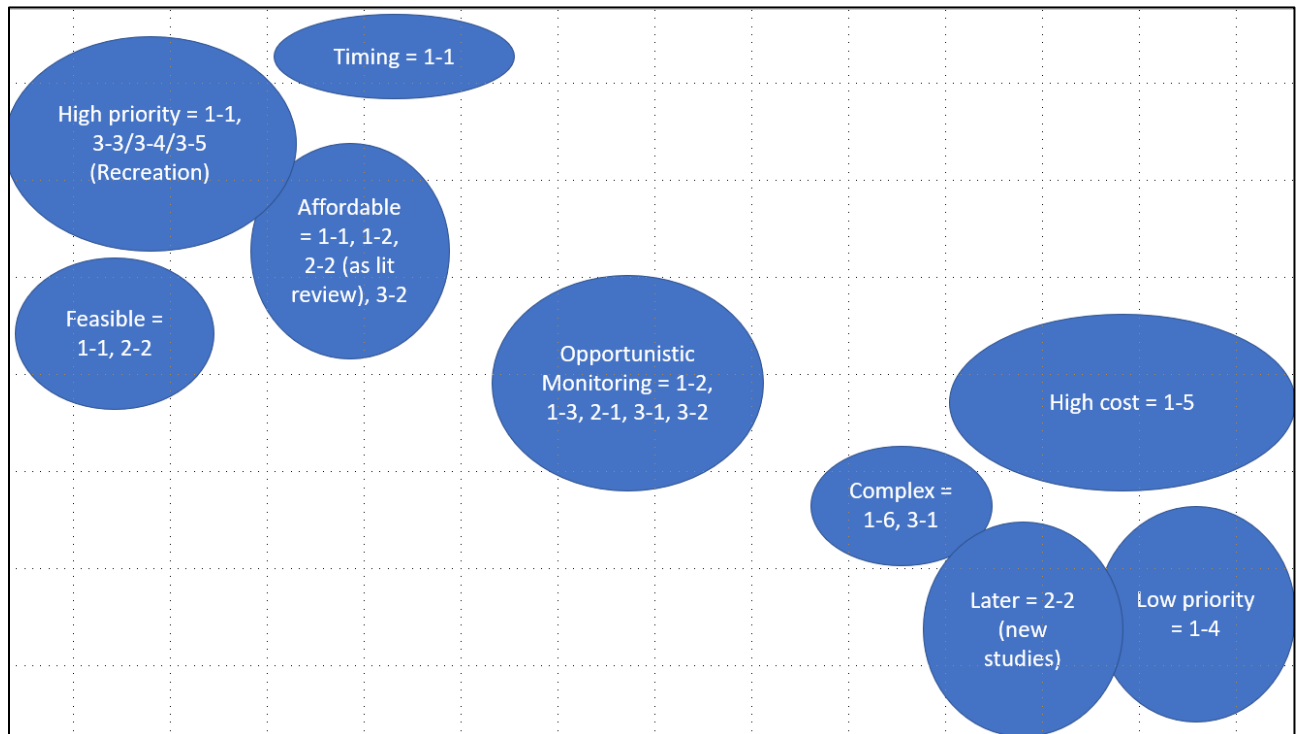 Timing = 1-1
High priority = 1-1,
3-3/3-4/3-5
(Recreation)
Affordable
= 1-1, 1-2,
2-2 (as lit
review), 3-2
Feasible =
1-1, 2-2
Opportunistic
Monitoring = 1-2,
1-3, 2-1, 3-1, 3-2
High cost = 1-5
Complex =
1-6, 3-1
Later = 2-2
(new
studies)
Low priority
= 1-4